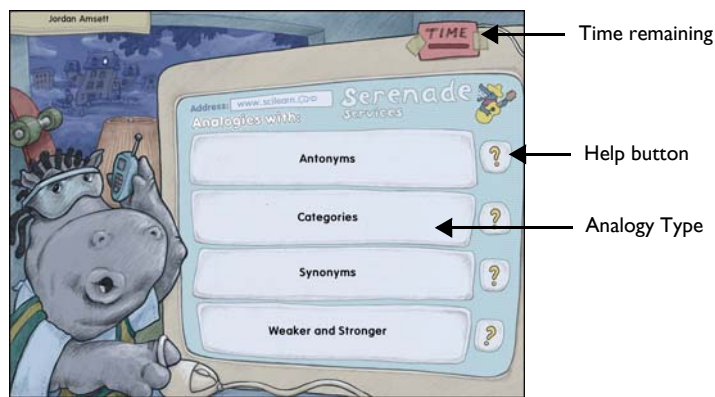 Jordan Amsett
TIME
Time remaining
Address: www.scilearn.com
Serenade
Services
Analogies with:
Antonyms
?
Help button
Categories
?
Analogy Type
Synonyms
?
Weaker and Stronger
?